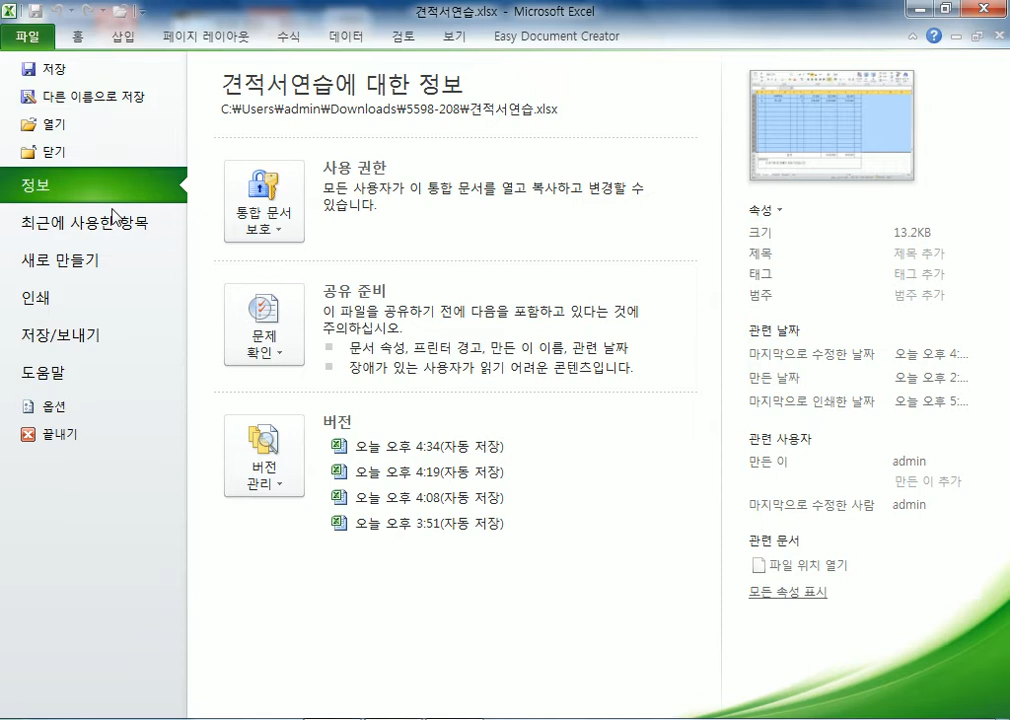 견적서연습.xlsx - Microsoft Excel
파일 홈 삽입 페이지 레이아웃 수식 데이터 검토 보기 Easy Document Creator
저장
다른 이름으로 저장
열기
닫기
정보
최근에 사용한 항목
새로 만들기
인쇄
저장/보내기
도움말
옵션
끝내기
견적서연습에 대한 정보
C:₩Users₩admin₩Downloads₩5598-208₩견적서연습.xlsx
통합 문서
보호
사용 권한
모든 사용자가 이 통합 문서를 열고 복사하고 변경할 수
있습니다.
문제
확인
공유 준비
이 파일을 공유하기 전에 다음을 포함하고 있다는 것에
주의하십시오.
문서 속성, 프린터 경고, 만든 이 이름, 관련 날짜
장애가 있는 사용자가 읽기 어려운 콘텐츠입니다.
버전
관리
버전
오늘 오후 4:34(자동 저장)
오늘 오후 4:19(자동 저장)
오늘 오후 4:08(자동 저장)
오늘 오후 3:51(자동 저장)
속성
크기 13.2KB
제목 제목 추가
태그 태그 추가
범주 범주 추가
관련 날짜
마지막으로 수정한 날짜 오늘 오후 4:...
만든 날짜 오늘 오후 2:...
마지막으로 인쇄한 날짜 오늘 오후 5:...
관련 사용자
만든 이 admin
만든 이 추가
마지막으로 수정한 사람 admin
관련 문서
파일 위치 열기
모든 속성 표시